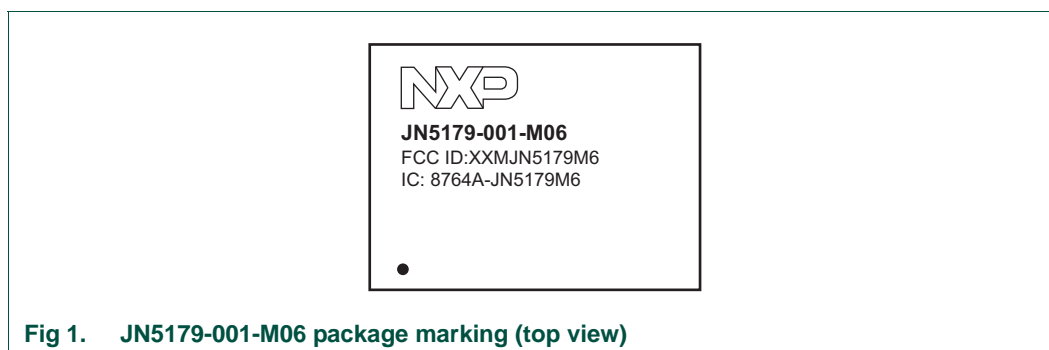 NXP
JN5179-001-M06
FCC ID:XXMJN5179M6
IC: 8764A-JN5179M6
Fig 1. JN5179-001-M06 package marking (top view)